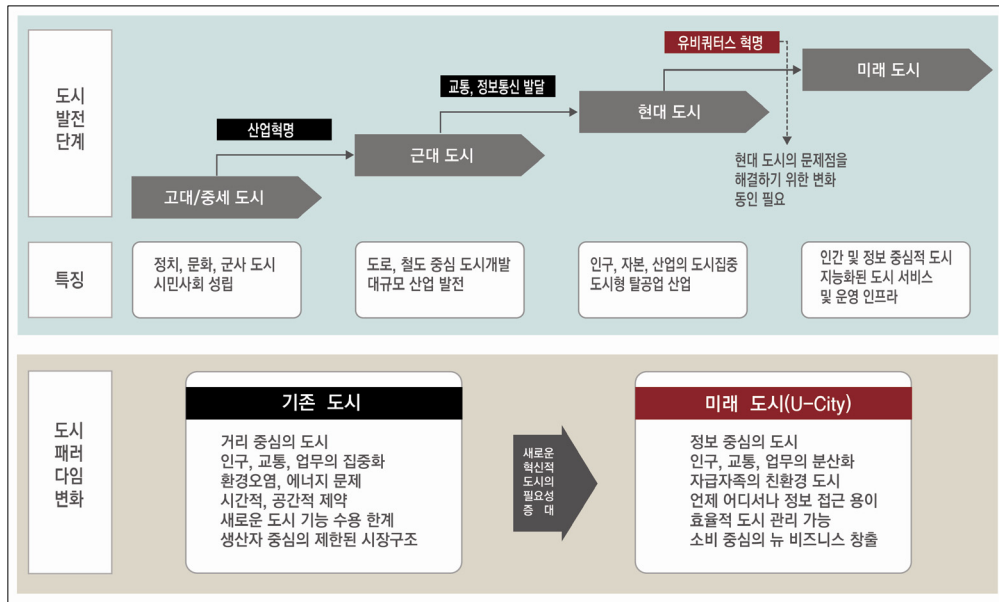 도시
발전
단계
고대/중세 도시
산업혁명
근대 도시
교통, 정보통신 발달
현대 도시
유비쿼터스 혁명
미래 도시
현대 도시의 문제점을
해결하기 위한 변화
동인 필요
특징
정치, 문화, 군사 도시
시민사회 성립
도로, 철도 중심 도시개발
대규모 산업 발전
인구, 자본, 산업의 도시집중
도시형 탈공업 산업
인간 및 정보 중심적 도시
지능화된 도시 서비스
및 운영 인프라
도시
패러
다임
변화
기존 도시
거리 중심의 도시
인구, 교통, 업무의 집중화
환경오염, 에너지 문제
시간적, 공간적 제약
새로운 도시 기능 수용 한계
생산자 중심의 제한된 시장구조
새로운
혁신적
도시의
필요성
증 대
미래 도시(U-City)
정보 중심의 도시
인구, 교통, 업무의 분산화
자급자족의 친환경 도시
언제 어디서나 정보 접근 용이
효율적 도시 관리 가능
소비 중심의 뉴 비즈니스 창출